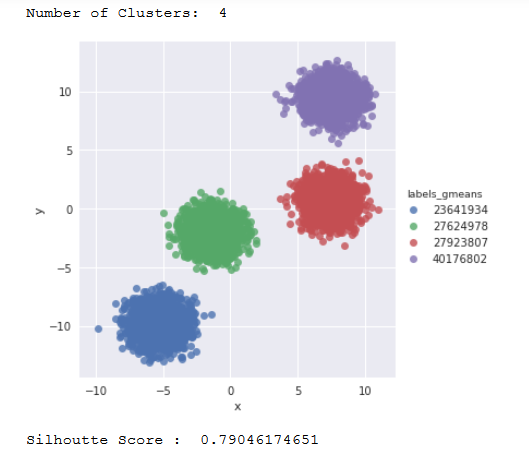 Number of Clusters:  4
10
5
0
−5
−10
y
−10 −5 0 5 10
x
labels_gmeans
23641934
27624978
27923807
40176802
Silhoutte Score :  0.79046174651